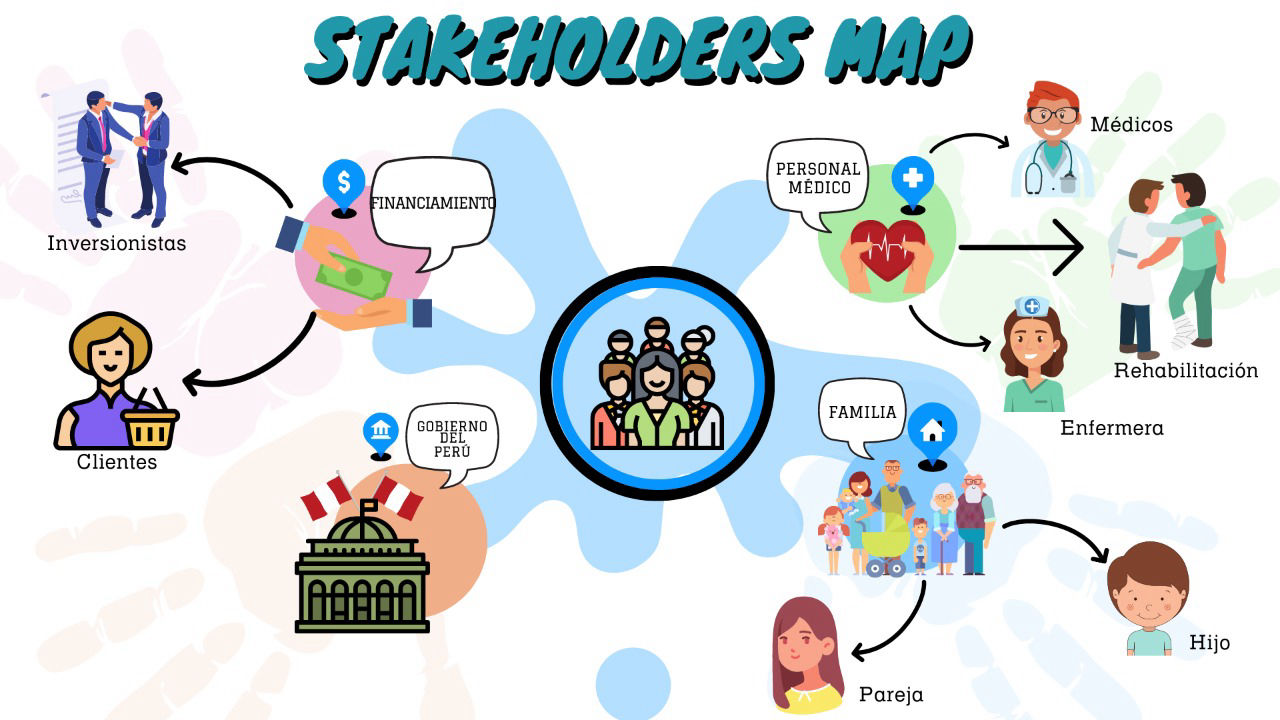 STAKEHOLDERS MAP
Inversionistas
$
FINANCIAMIENTO
Clientes
GOBIERNO
DEL
PERÚ
PERSONAL
MÉDICO
Médicos
Rehabilitación
Enfermera
FAMILIA
Hijo
Pareja